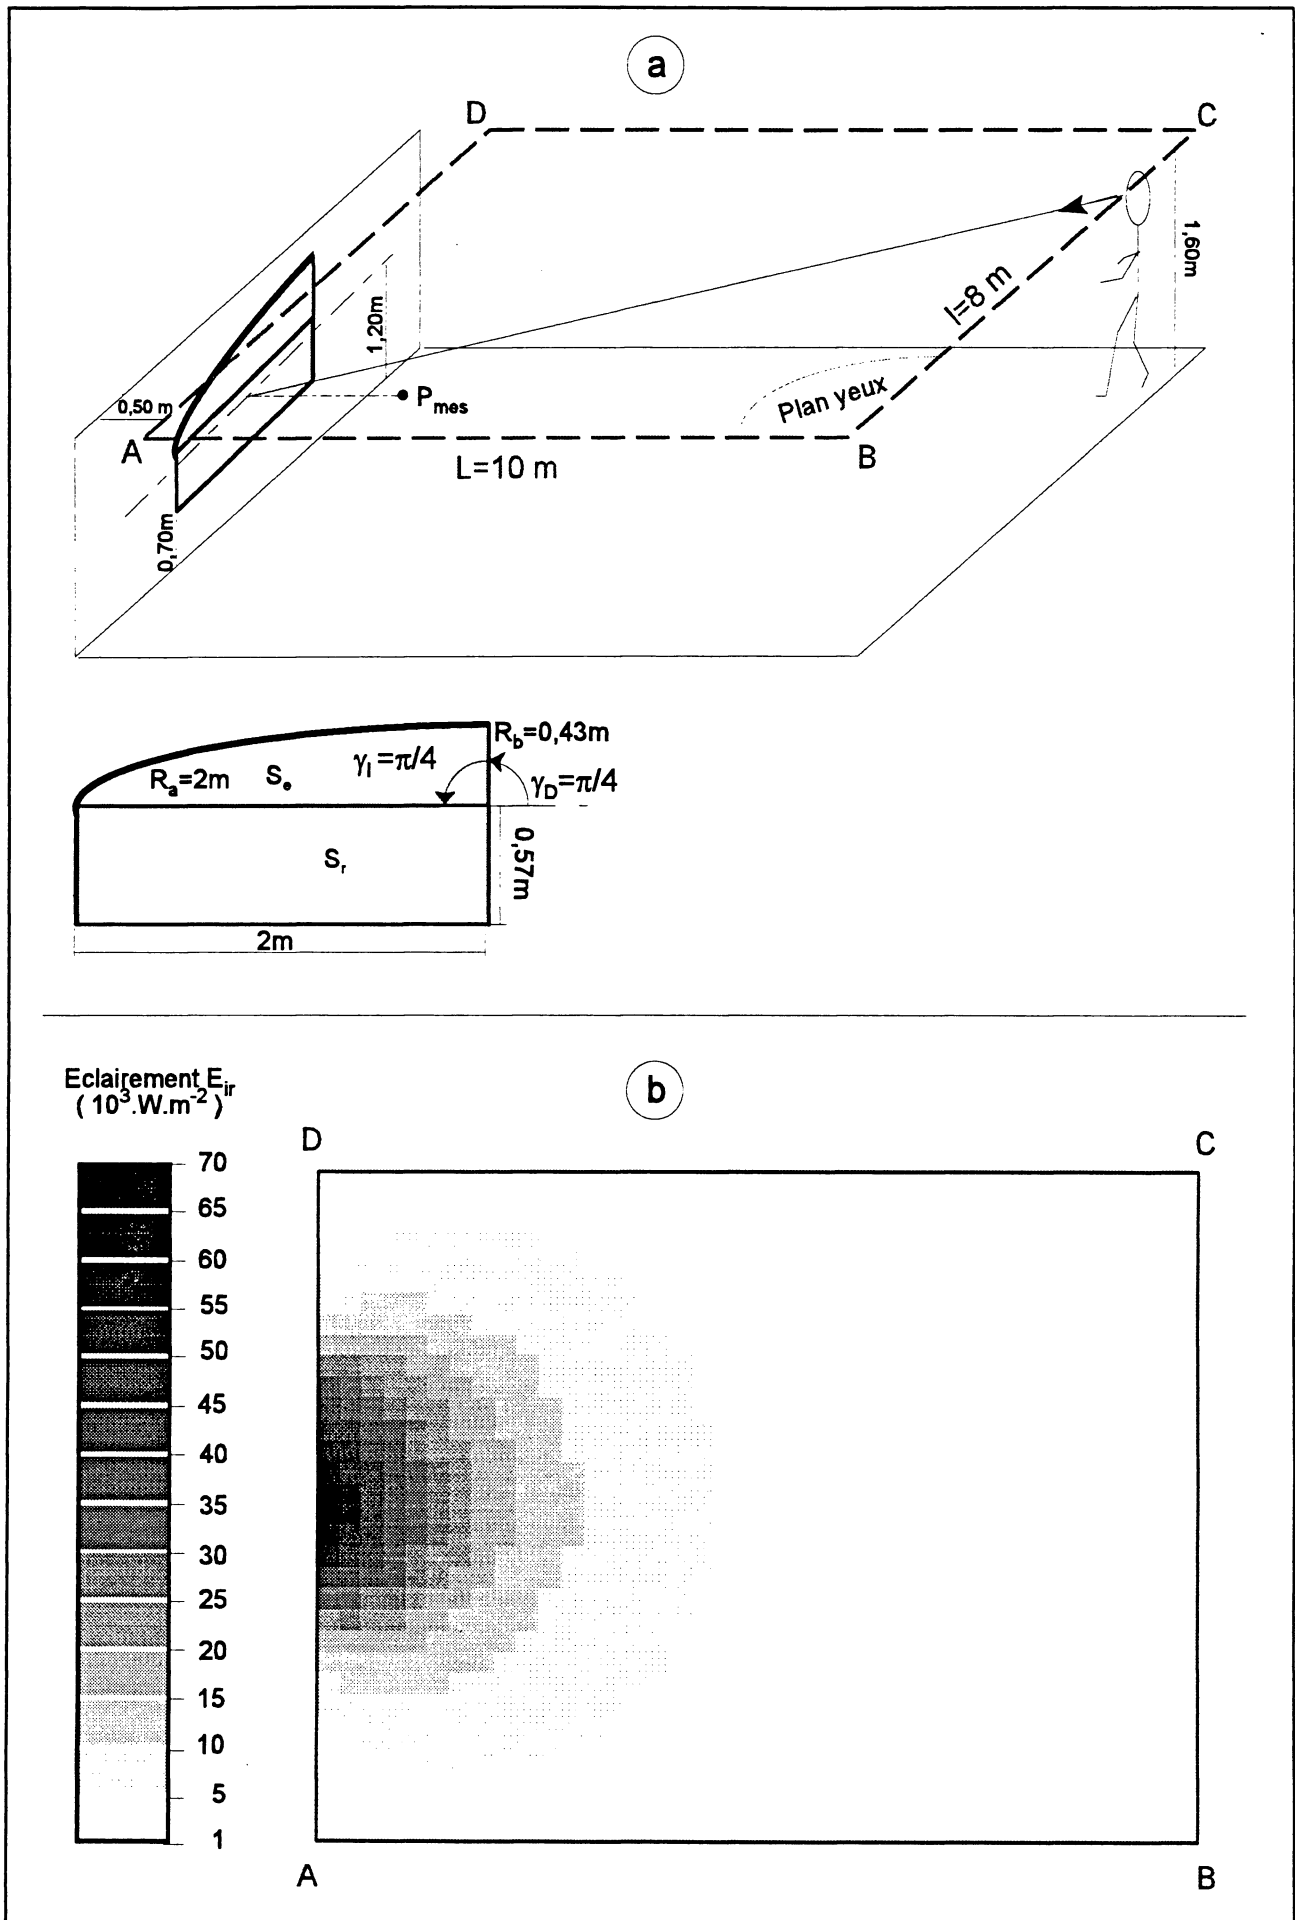 a
D
C
1,60m
l=8 m
1,20m
P_mes
Plan yeux
0,50 m
A
B
L=10 m
0,70m
R_b=0,43m
γ_I=π/4
R_a=2m
S_e
γ_D=π/4
S_r
0,57m
2m
Eclairement E_ir
( 10^3.W.m^-2 )
b
D
C
70
65
60
55
50
45
40
35
30
25
20
15
10
5
1
A
B